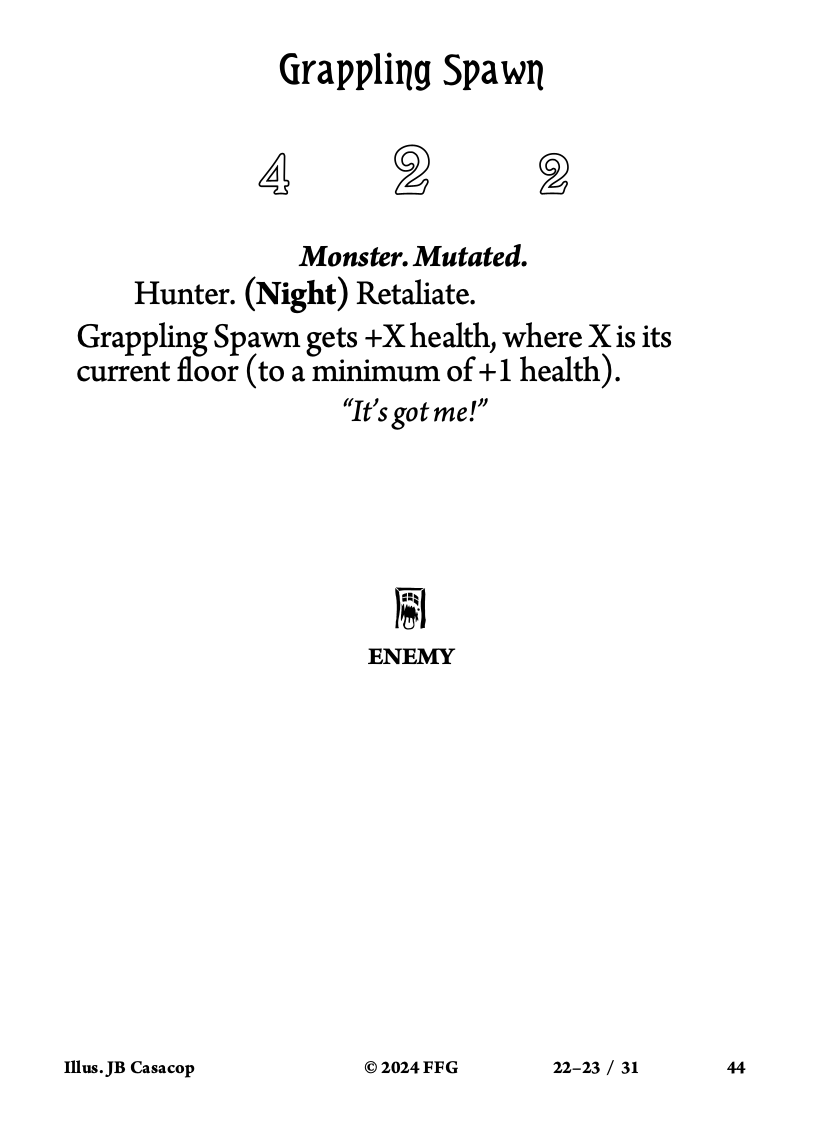 Grappling Spawn
4 2 2
Monster. Mutated.
Hunter. (Night) Retaliate.
Grappling Spawn gets +X health, where X is its
current floor (to a minimum of +1 health).
“It’s got me!”
ENEMY
Illus. JB Casacop © 2024 FFG 22–23 / 31 44